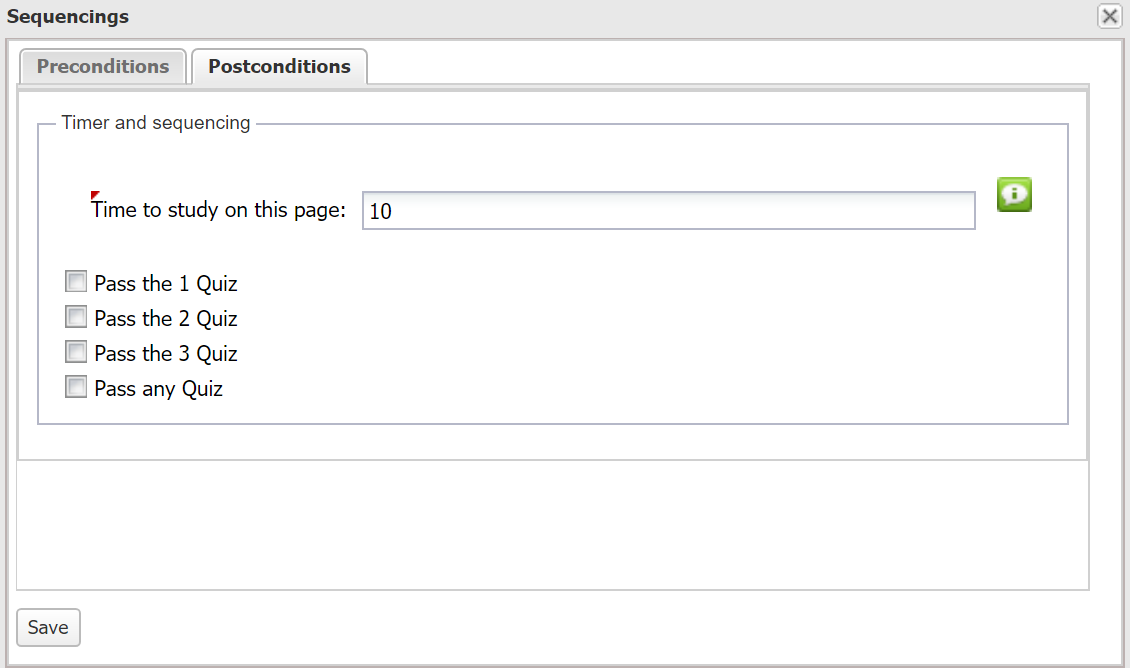 Sequencings
Preconditions Postconditions
Timer and sequencing
Time to study on this page: 10
Pass the 1 Quiz
Pass the 2 Quiz
Pass the 3 Quiz
Pass any Quiz
Save